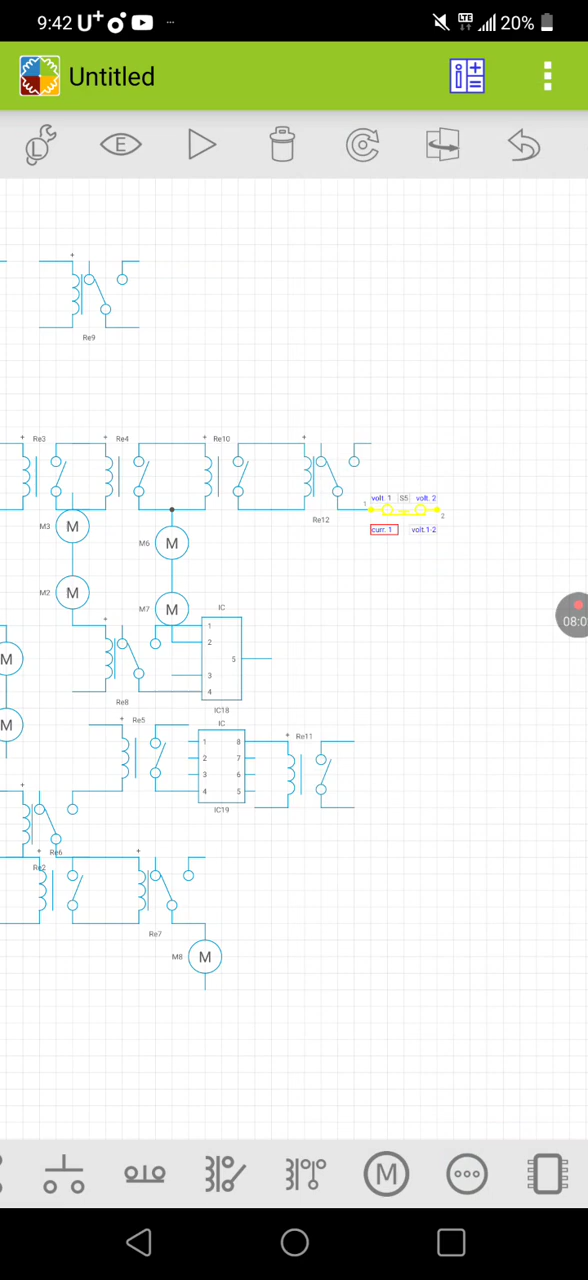 9:42 U+ ... LTE 20%
Untitled
L E
+
Re9
+ Re3 + Re4 + Re10 +
volt. 1 S5 volt. 2
1 2
Re12
curr. 1 volt.1-2
M3 M
M6 M
08:0
M2 M
M7 M IC
+ 1
2
M 5
3
4
Re8 IC18
M
+ Re5 IC
+ Re11
1 8
2 7
3 6
+ 4 5
IC19
Re6
+ +
Re2
Re7
M8 M
M